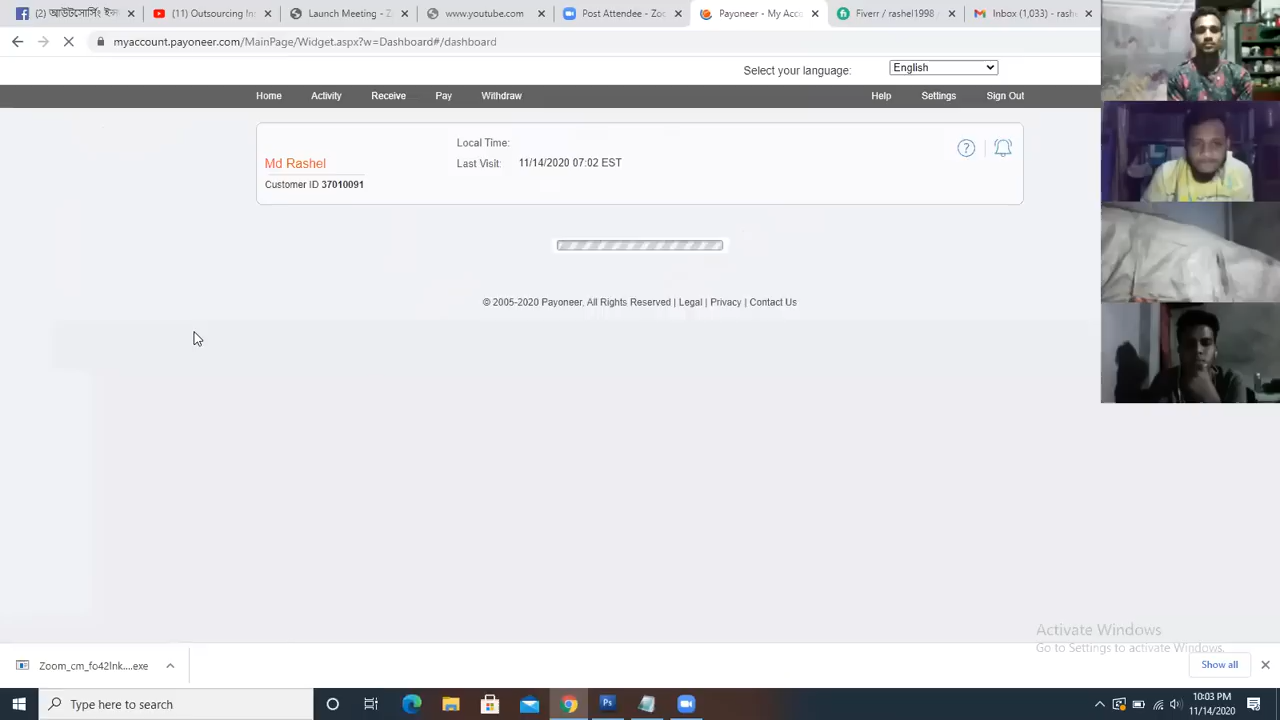 (2) আউটসোর্সিং ইন্স
(11) Outsourcing In
Launch Meeting - Z
www.youtube.com
Post Attendee - Zoo
Payoneer - My Acco
Fiverr / rashel1998
Inbox (1,033) - rashe
myaccount.payoneer.com/MainPage/Widget.aspx?w=Dashboard#/dashboard
Select your language:
English
Home
Activity
Receive
Pay
Withdraw
Help
Settings
Sign Out
Md Rashel
Customer ID 37010091
Local Time:
Last Visit: 11/14/2020 07:02 EST
© 2005-2020 Payoneer, All Rights Reserved | Legal | Privacy | Contact Us
Activate Windows
Go to Settings to activate Windows.
Zoom_cm_fo42lnk....exe
Show all
Type here to search
10:03 PM
11/14/2020